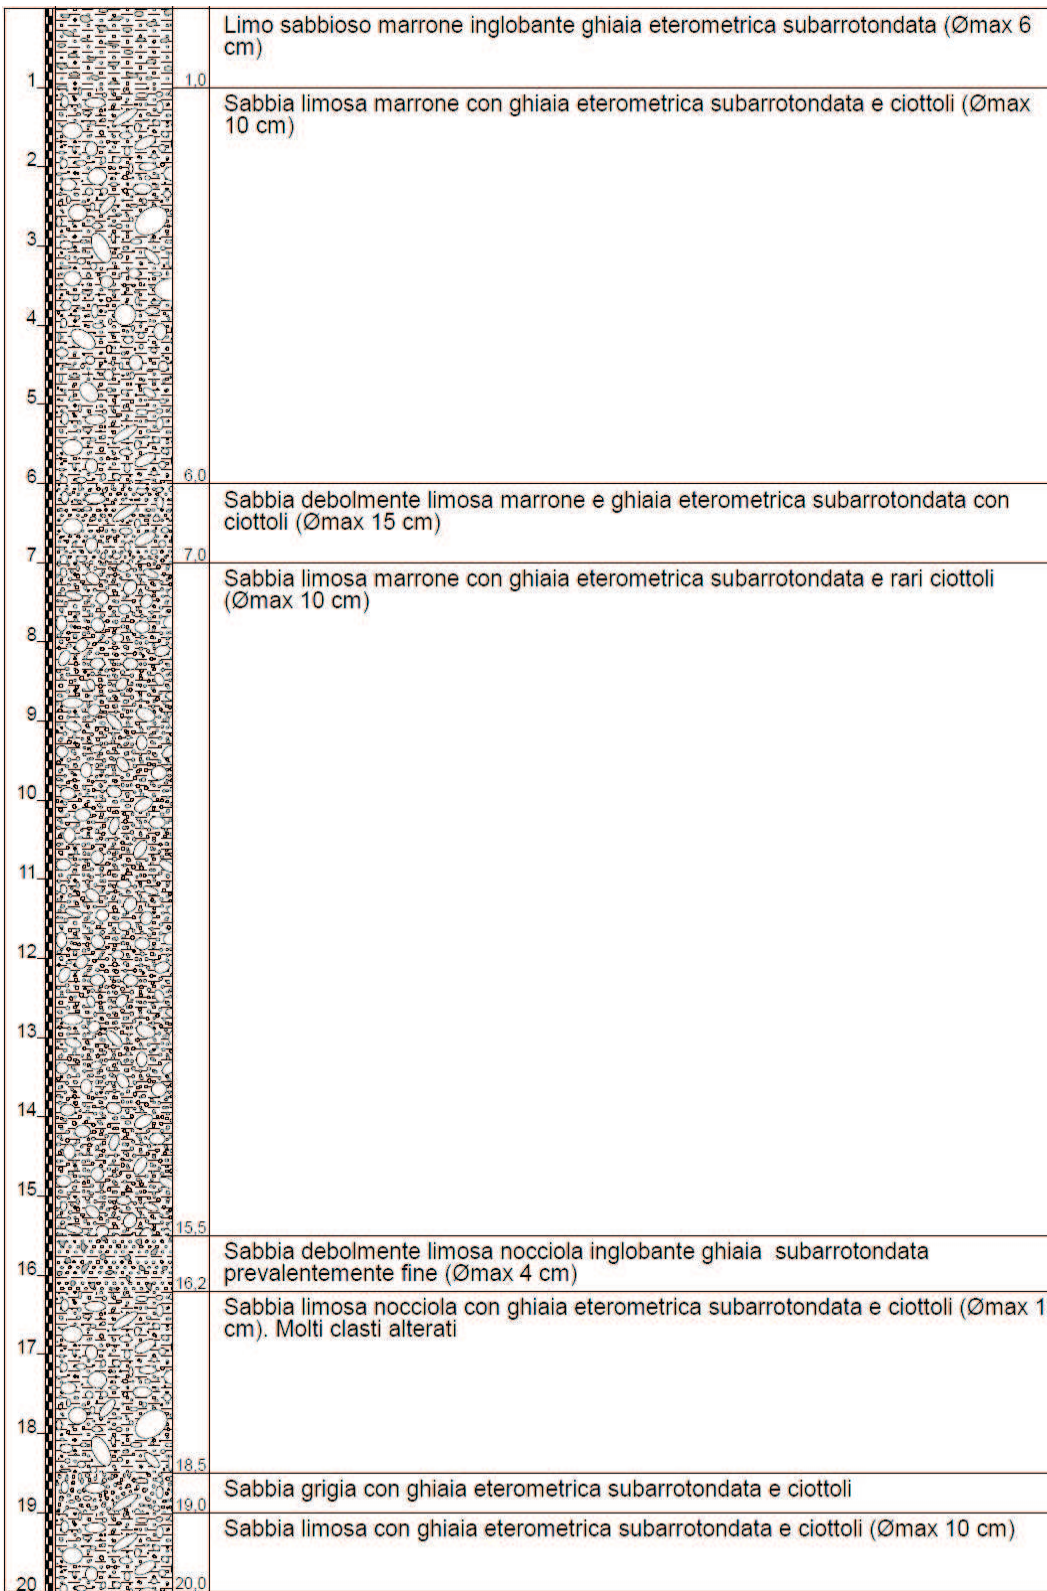 Limo sabbioso marrone inglobante ghiaia eterometrica subarrotondata (Ømax 6
cm)
1
1,0
Sabbia limosa marrone con ghiaia eterometrica subarrotondata e ciottoli (Ømax
10 cm)
2
3
4
5
6
6,0
Sabbia debolmente limosa marrone e ghiaia eterometrica subarrotondata con
ciottoli (Ømax 15 cm)
7
7,0
Sabbia limosa marrone con ghiaia eterometrica subarrotondata e rari ciottoli
(Ømax 10 cm)
8
9
10
11
12
13
14
15
15,5
Sabbia debolmente limosa nocciola inglobante ghiaia subarrotondata
prevalentemente fine (Ømax 4 cm)
16
16,2
Sabbia limosa nocciola con ghiaia eterometrica subarrotondata e ciottoli (Ømax 1
cm). Molti clasti alterati
17
18
18,5
Sabbia grigia con ghiaia eterometrica subarrotondata e ciottoli
19
19,0
Sabbia limosa con ghiaia eterometrica subarrotondata e ciottoli (Ømax 10 cm)
20
20,0